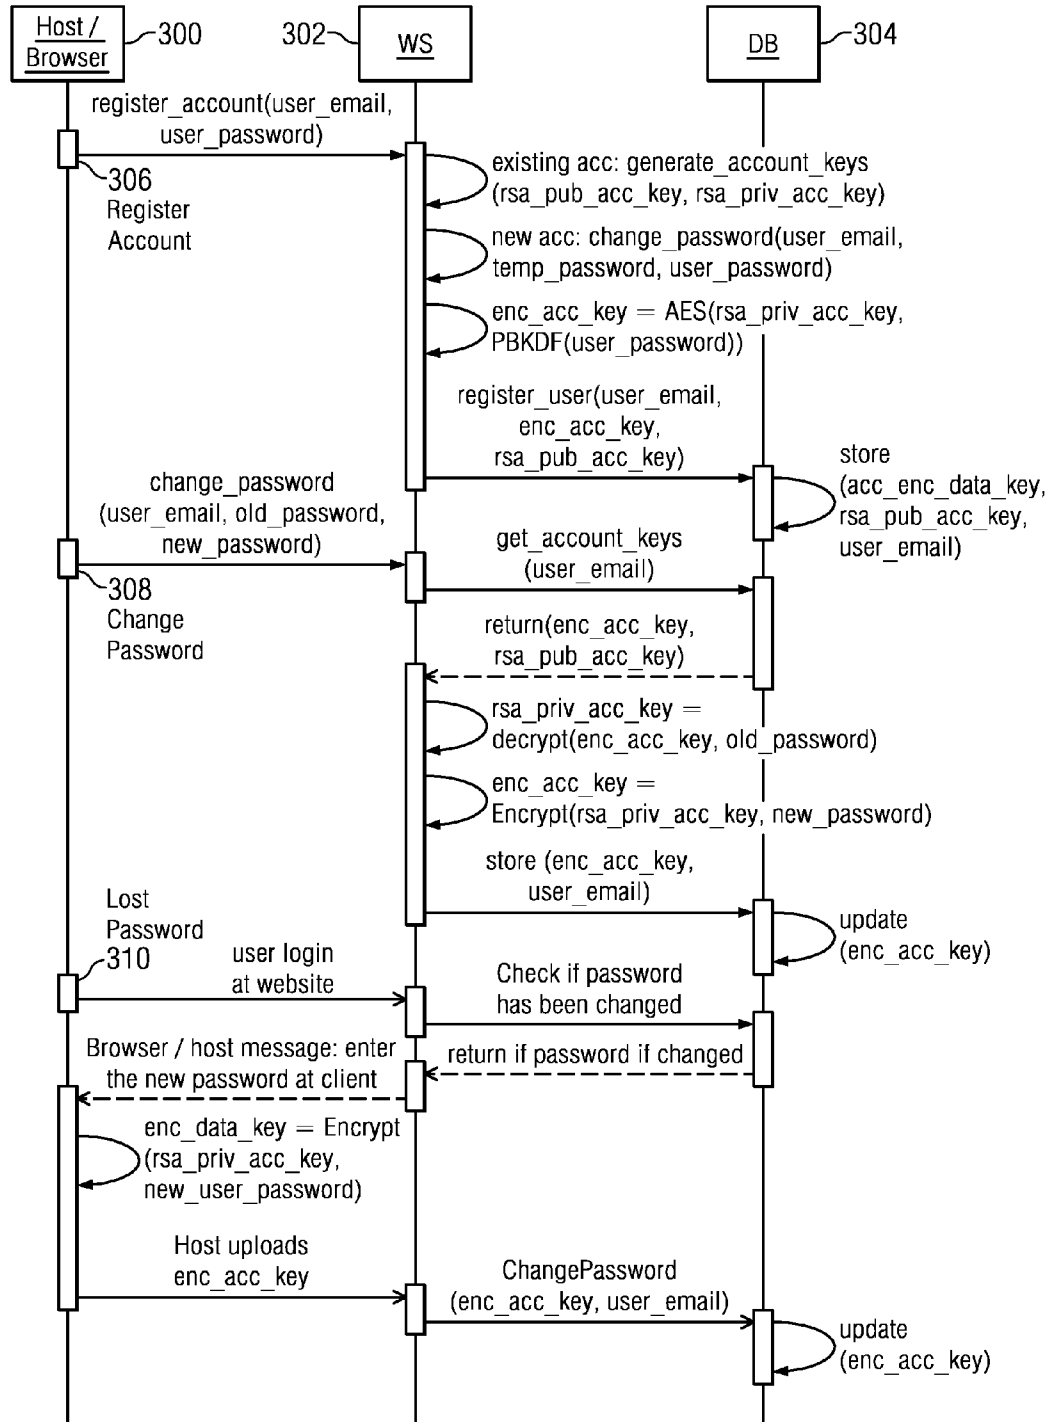 Host /
Browser
300
302
WS
DB
304
register_account(user_email,
user_password)
306
Register
Account
existing acc: generate_account_keys
(rsa_pub_acc_key, rsa_priv_acc_key)
new acc: change_password(user_email,
temp_password, user_password)
enc_acc_key = AES(rsa_priv_acc_key,
PBKDF(user_password))
register_user(user_email,
enc_acc_key,
rsa_pub_acc_key)
store
(acc_enc_data_key,
rsa_pub_acc_key,
user_email)
change_password
(user_email, old_password,
new_password)
308
Change
Password
get_account_keys
(user_email)
return(enc_acc_key,
rsa_pub_acc_key)
rsa_priv_acc_key =
decrypt(enc_acc_key, old_password)
enc_acc_key =
Encrypt(rsa_priv_acc_key, new_password)
store (enc_acc_key,
user_email)
update
(enc_acc_key)
Lost
Password
310
user login
at website
Check if password
has been changed
return if password if changed
Browser / host message: enter
the new password at client
enc_data_key = Encrypt
(rsa_priv_acc_key,
new_user_password)
Host uploads
enc_acc_key
ChangePassword
(enc_acc_key, user_email)
update
(enc_acc_key)